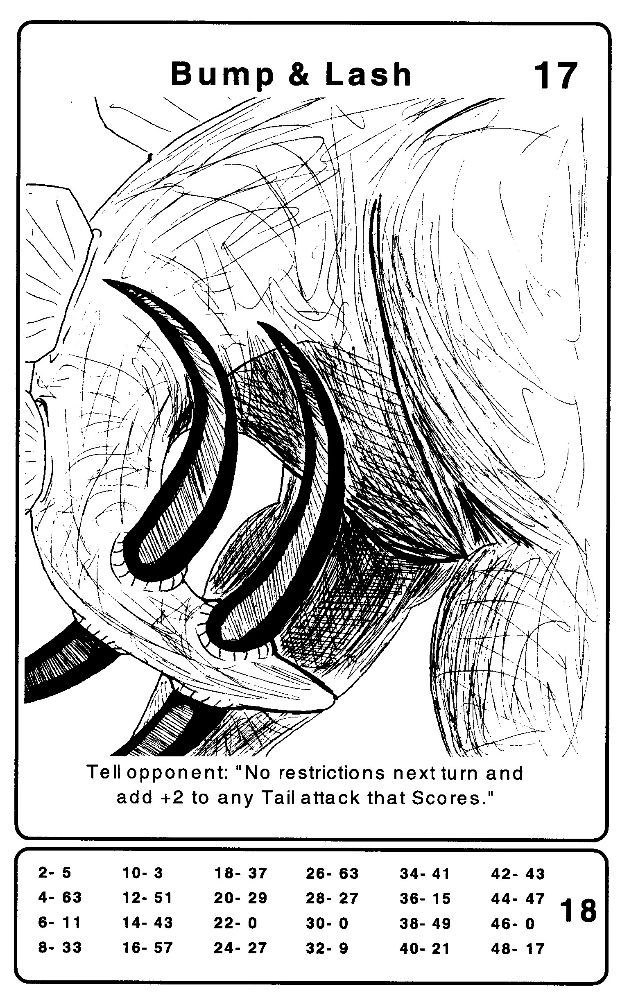 Bump & Lash 17
Tell opponent: "No restrictions next turn and
add +2 to any Tail attack that Scores."
2- 5 10- 3 18- 37 26- 63 34- 41 42- 43
4- 63 12- 51 20- 29 28- 27 36- 15 44- 47
6- 11 14- 43 22- 0 30- 0 38- 49 46- 0
8- 33 16- 57 24- 27 32- 9 40- 21 48- 17
18